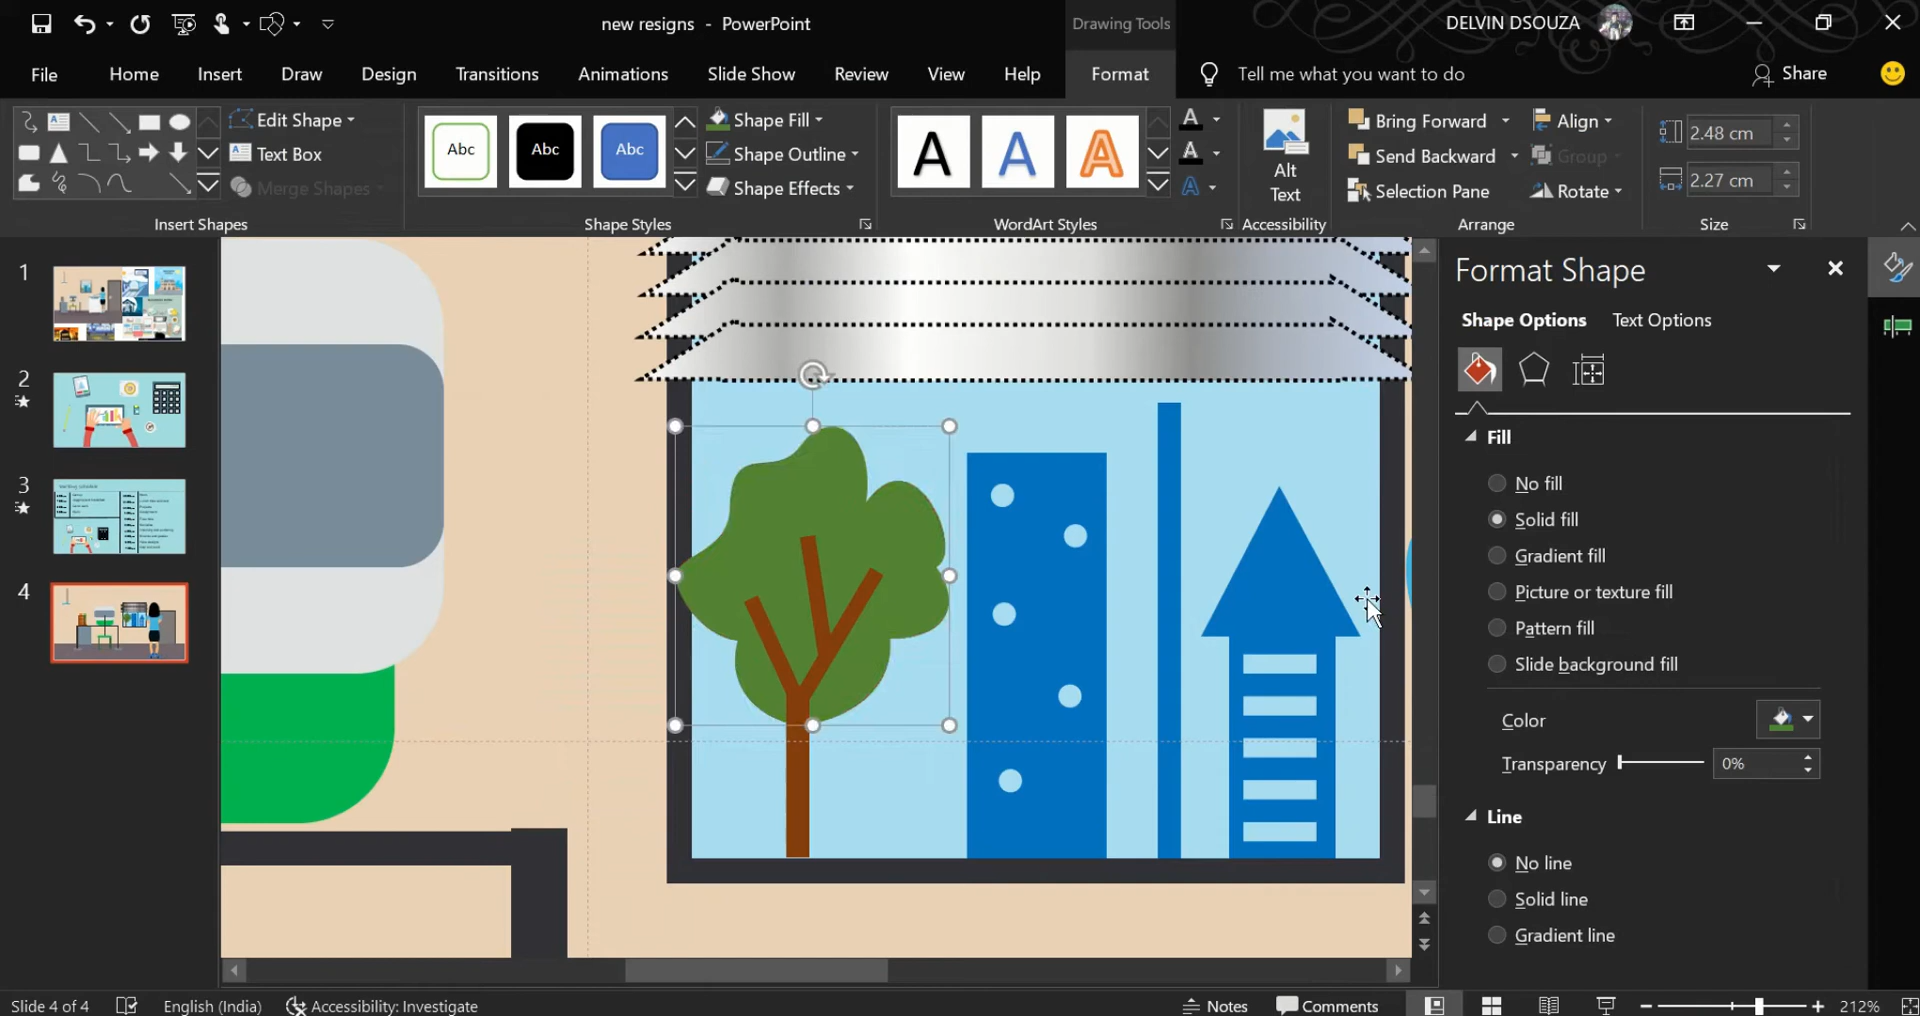 new resigns - PowerPoint
Drawing Tools
DELVIN DSOUZA
File
Home
Insert
Draw
Design
Transitions
Animations
Slide Show
Review
View
Help
Format
Tell me what you want to do
Share
Edit Shape
Text Box
Merge Shapes
Insert Shapes
Abc
Abc
Abc
Shape Fill
Shape Outline
Shape Effects
Shape Styles
A
A
A
A
A
A
WordArt Styles
Alt
Text
Accessibility
Bring Forward
Send Backward
Selection Pane
Align
Group
Rotate
Arrange
2.48 cm
2.27 cm
Size
1
2
3
4
Format Shape
Shape Options
Text Options
Fill
No fill
Solid fill
Gradient fill
Picture or texture fill
Pattern fill
Slide background fill
Color
Transparency
0%
Line
No line
Solid line
Gradient line
Slide 4 of 4
English (India)
Accessibility: Investigate
Notes
Comments
212%